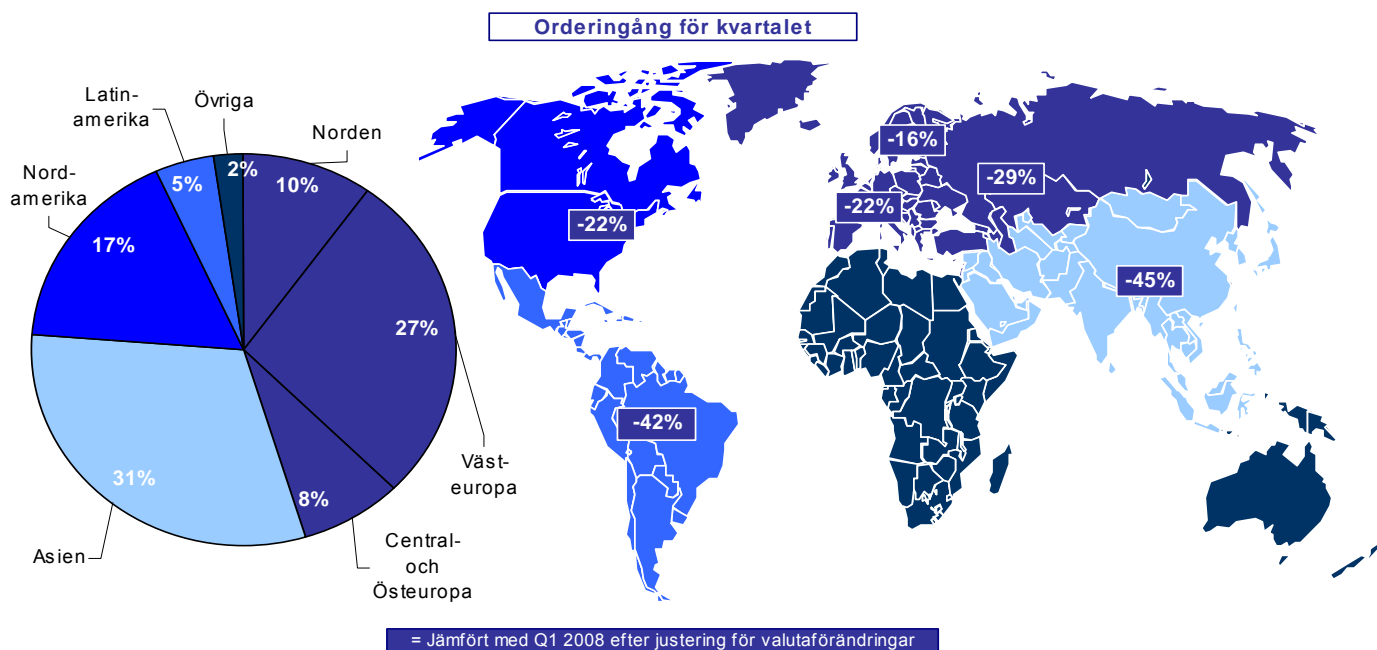 Orderingång för kvartalet
Latin-
amerika
Övriga
Norden
Nord-
amerika
2%
5%
10%
17%
27%
31%
8%
Väst-
europa
Asien
Central-
och
Östeuropa
-16%
-29%
-22%
-22%
-45%
-42%
= Jämfört med Q1 2008 efter justering för valutaförändringar